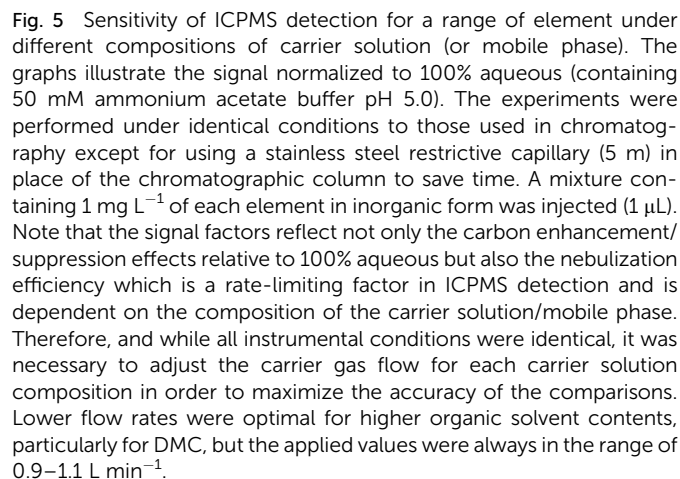 Fig. 5 Sensitivity of ICPMS detection for a range of element under
different compositions of carrier solution (or mobile phase). The
graphs illustrate the signal normalized to 100% aqueous (containing
50 mM ammonium acetate buffer pH 5.0). The experiments were
performed under identical conditions to those used in chromatog-
raphy except for using a stainless steel restrictive capillary (5 m) in
place of the chromatographic column to save time. A mixture con-
taining 1 mg L⁻¹ of each element in inorganic form was injected (1 μL).
Note that the signal factors reflect not only the carbon enhancement/
suppression effects relative to 100% aqueous but also the nebulization
efficiency which is a rate-limiting factor in ICPMS detection and is
dependent on the composition of the carrier solution/mobile phase.
Therefore, and while all instrumental conditions were identical, it was
necessary to adjust the carrier gas flow for each carrier solution
composition in order to maximize the accuracy of the comparisons.
Lower flow rates were optimal for higher organic solvent contents,
particularly for DMC, but the applied values were always in the range of
0.9–1.1 L min⁻¹.